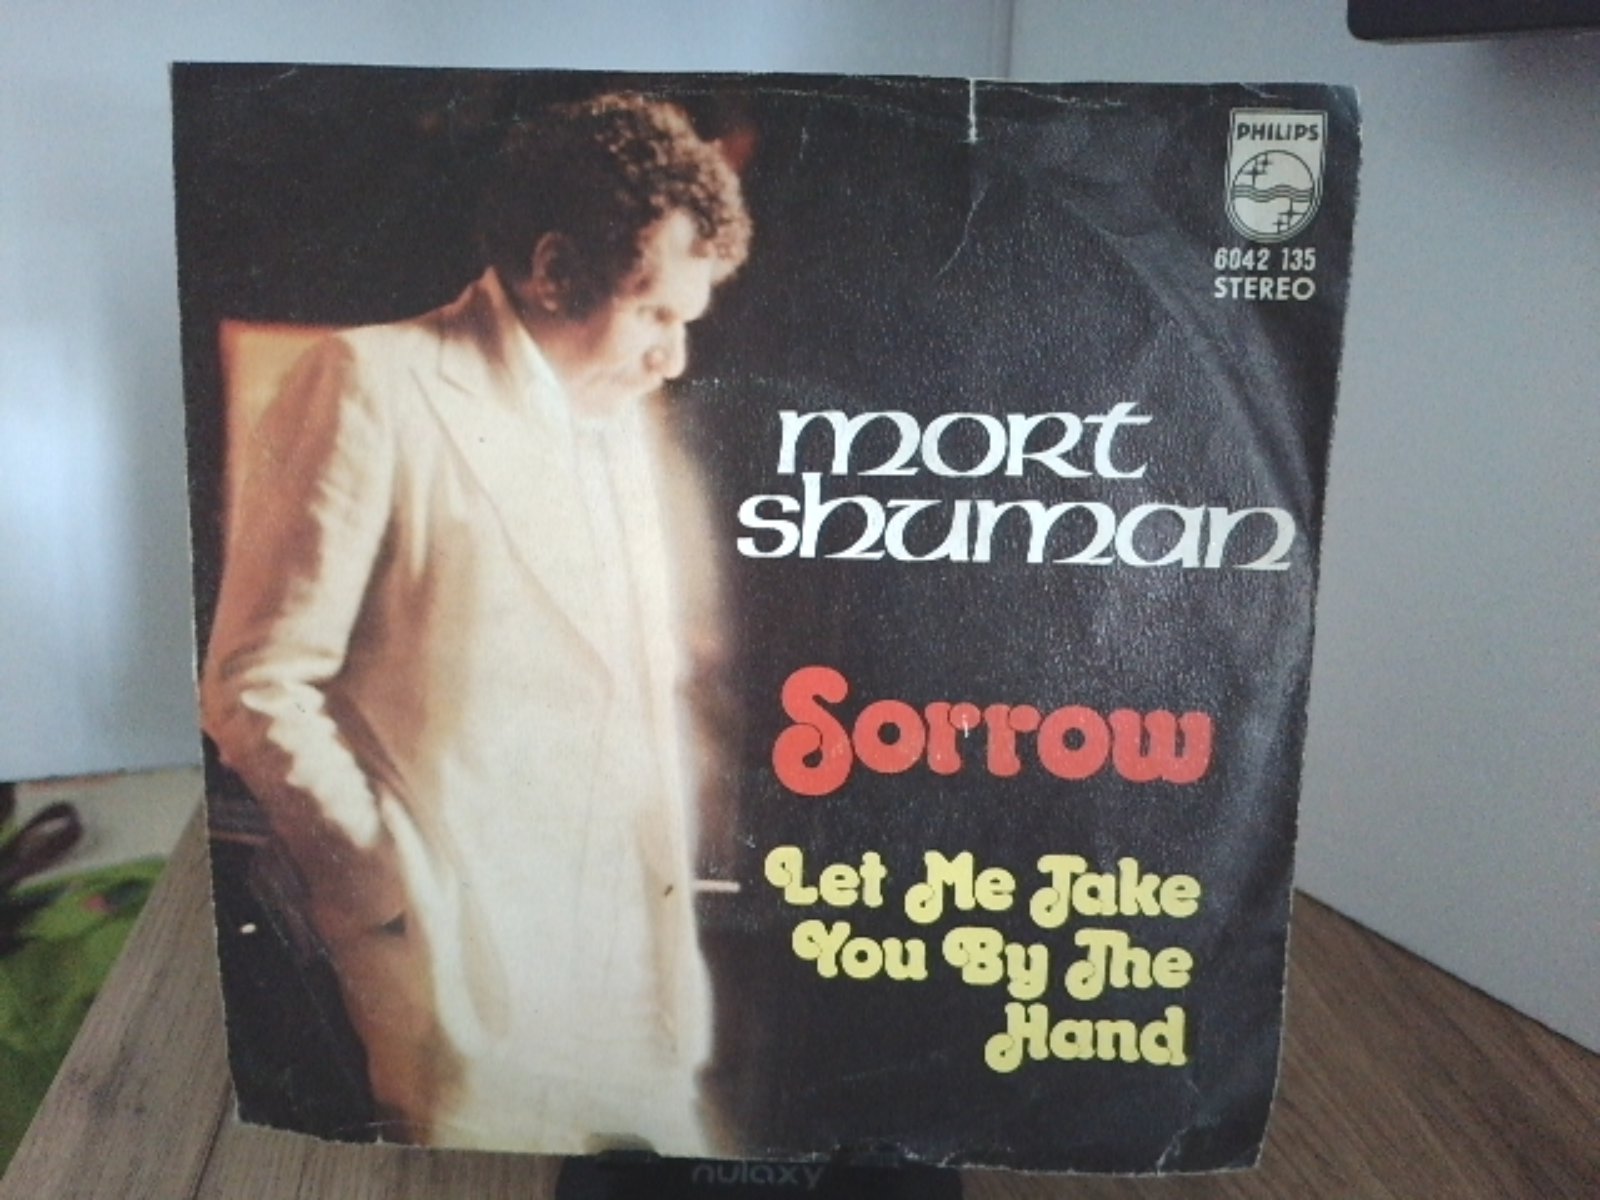 PHILIPS
6042 135
STEREO
mort
shuman
Sorrow
Let Me Take
You By The
Hand
nulaxy